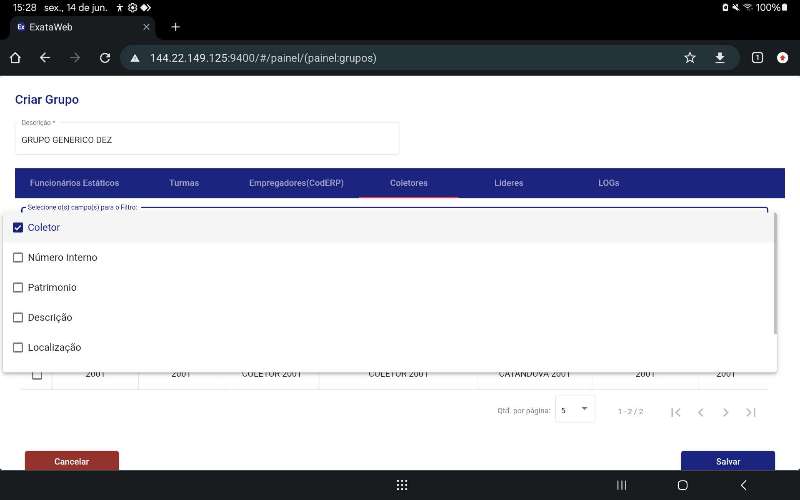 15:28 sex., 14 de jun. 100%
Ex ExataWeb
144.22.149.125:9400/#/painel/(painel:grupos) 1
Criar Grupo
Descrição *
GRUPO GENERICO DEZ
Funcionários Estáticos Turmas Empregadores(CodERP) Coletores Líderes LOGs
Selecione o(s) campo(s) para o Filtro:
Coletor
Número Interno
Patrimonio
Descrição
Localização
2001 2001 COLETOR 2001 COLETOR 2001 CATANDUVA 2001 2001 2001
Qtd. por página: 5 1 - 2 / 2
Cancelar Salvar